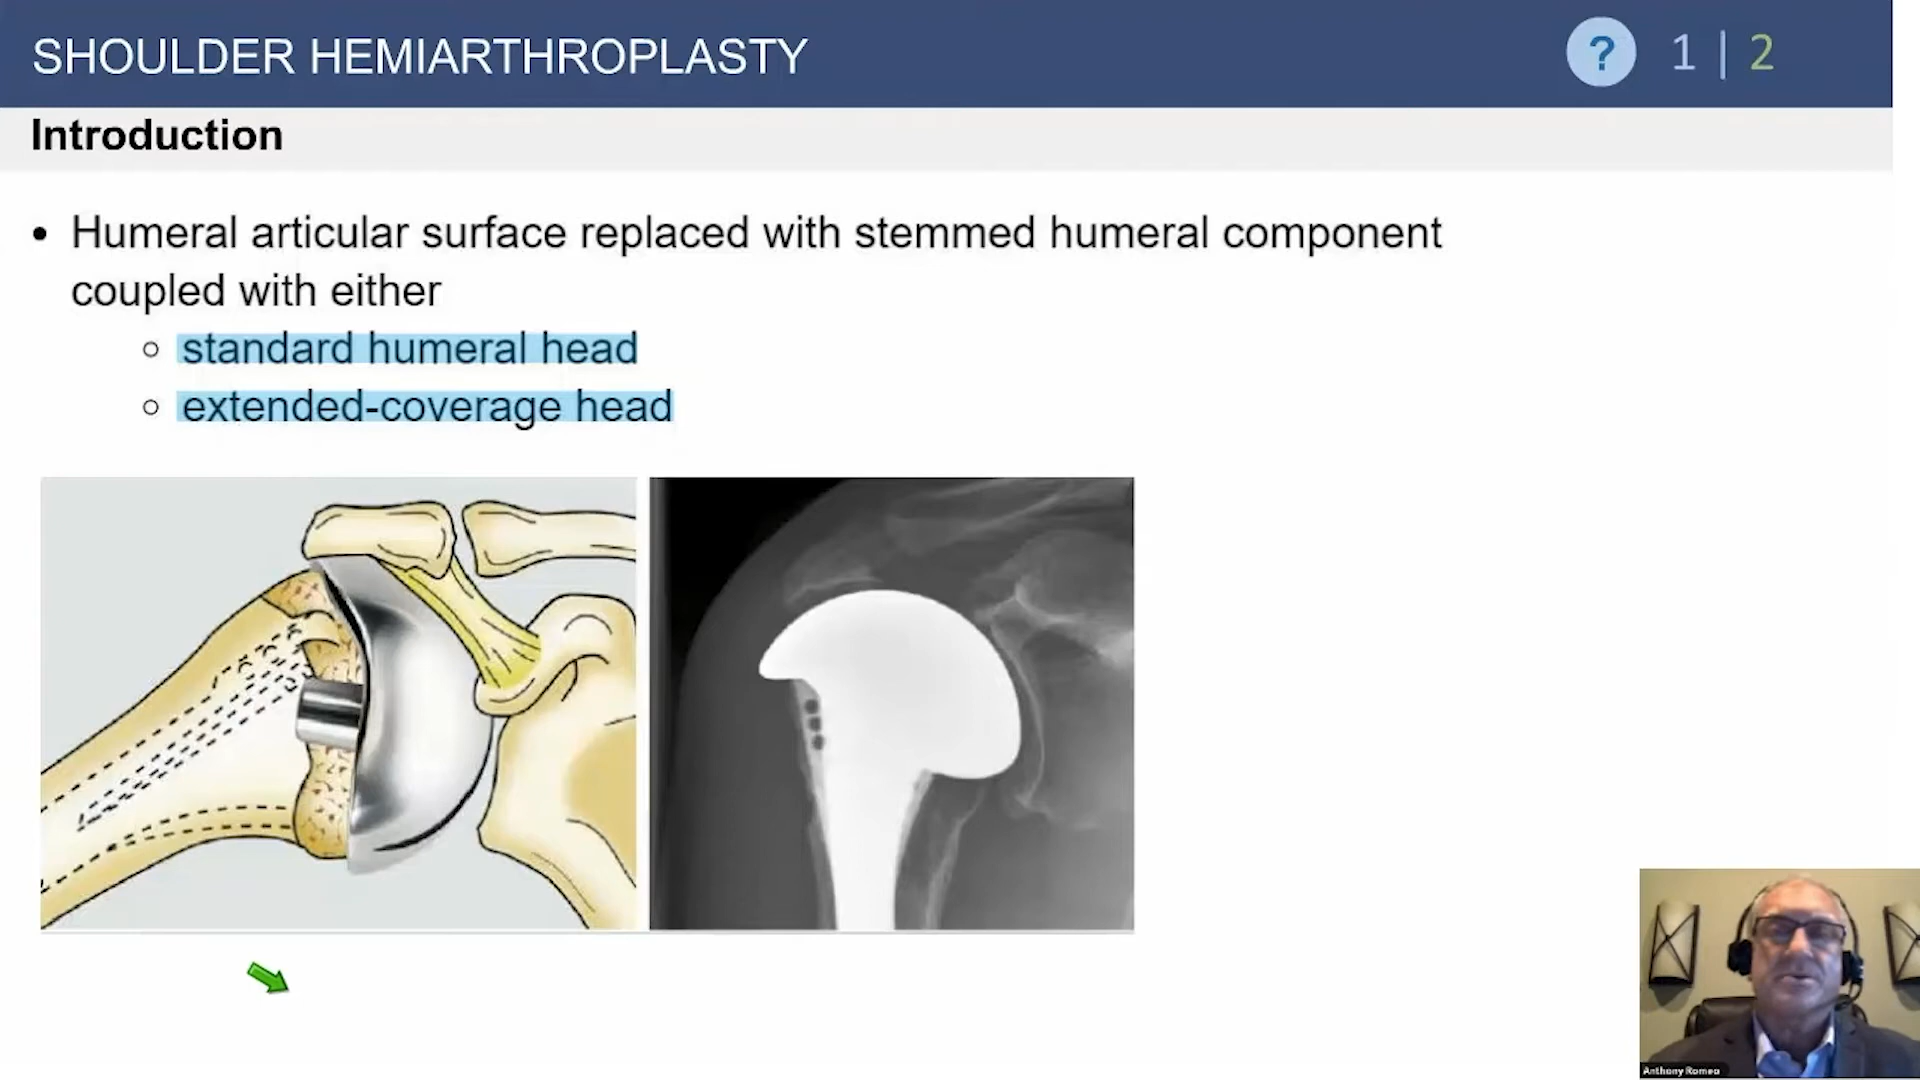 SHOULDER HEMIARTHROPLASTY
? 1 | 2
Introduction
• Humeral articular surface replaced with stemmed humeral component
coupled with either
○ standard humeral head
○ extended-coverage head
Anthony Romeo